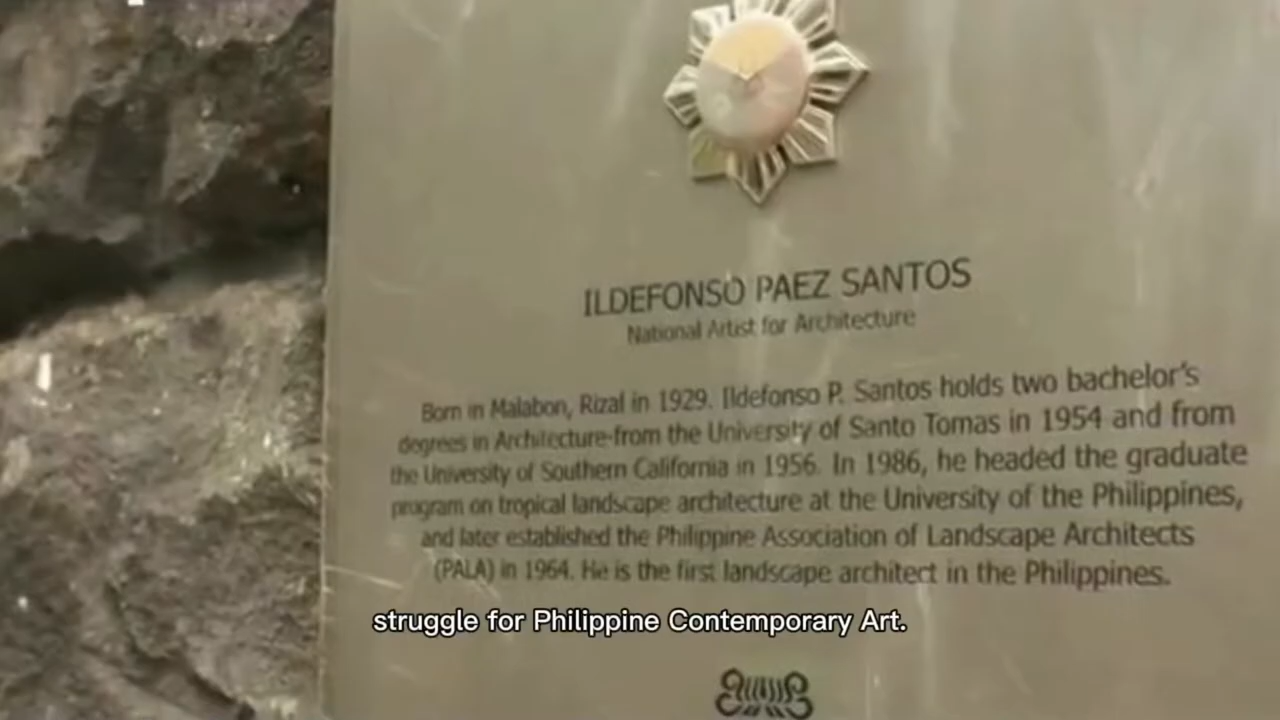 ILDEFONSO PAEZ SANTOS
National Artist for Architecture
Born in Malabon, Rizal in 1929. Ildefonso P. Santos holds two bachelor's
degrees in Architecture-from the University of Santo Tomas in 1954 and from
the University of Southern California in 1956. In 1986, he headed the graduate
program on tropical landscape architecture at the University of the Philippines,
and later established the Philippine Association of Landscape Architects
(PALA) in 1964. He is the first landscape architect in the Philippines.
struggle for Philippine Contemporary Art.